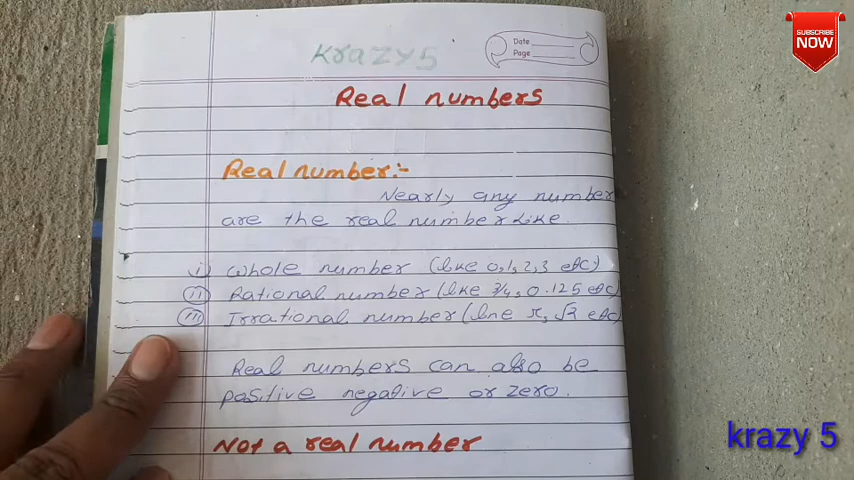 SUBSCRIBE
NOW
krazy5
Date
Page
Real numbers
Real number:-
Nearly any number
are the real number Like.
i) Whole number (like 0,1,2,3 etc)
(ii) Rational number (like 3/4, 0.125 etc)
(iii) Irrational number (line π, √2 etc)
Real numbers can also be
positive negative or zero.
Not a real number
krazy 5